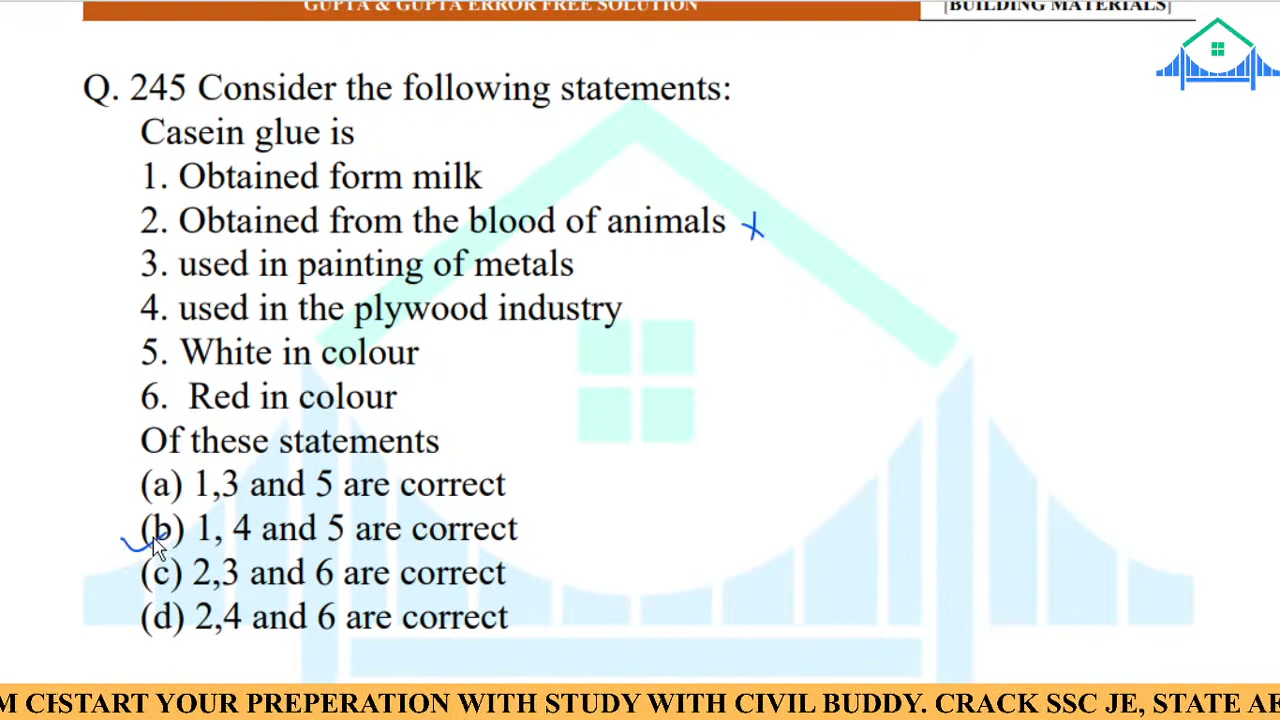 GUPTA & GUPTA ERROR FREE SOLUTION
[BUILDING MATERIALS]
Q. 245 Consider the following statements:
Casein glue is
1. Obtained form milk
2. Obtained from the blood of animals
3. used in painting of metals
4. used in the plywood industry
5. White in colour
6. Red in colour
Of these statements
(a) 1,3 and 5 are correct
(b) 1, 4 and 5 are correct
(c) 2,3 and 6 are correct
(d) 2,4 and 6 are correct
START YOUR PREPERATION WITH STUDY WITH CIVIL BUDDY. CRACK SSC JE, STATE